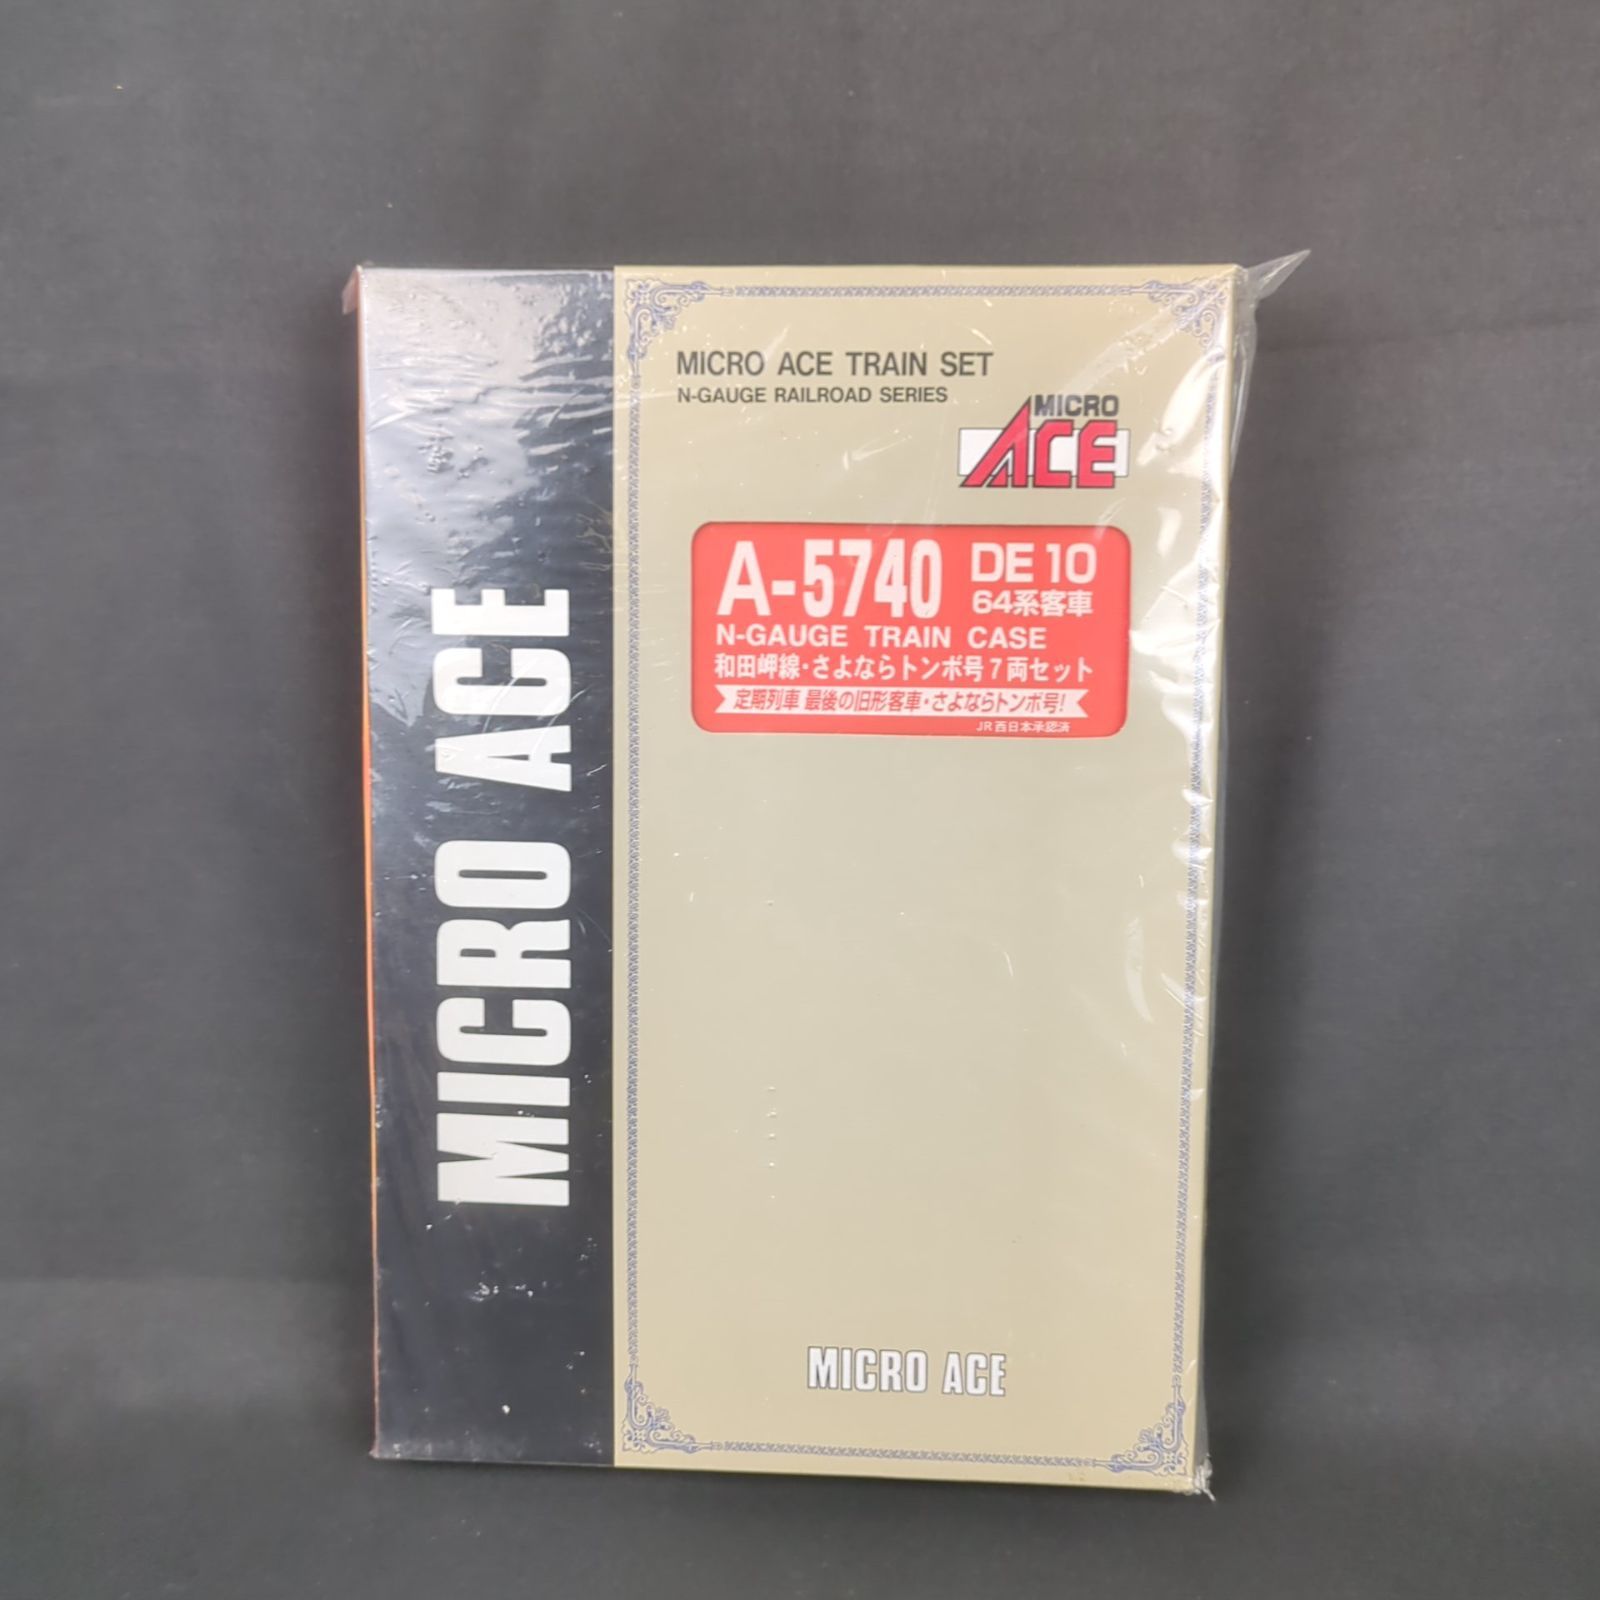 MICRO ACE
MICRO ACE TRAIN SET
N-GAUGE RAILROAD SERIES
MICRO
ACE
A-5740 DE10
64系客車
N-GAUGE TRAIN CASE
和田岬線・さよならトンボ号7両セット
定期列車 最後の旧形客車・さよならトンボ号!
JR西日本承認済
MICRO ACE